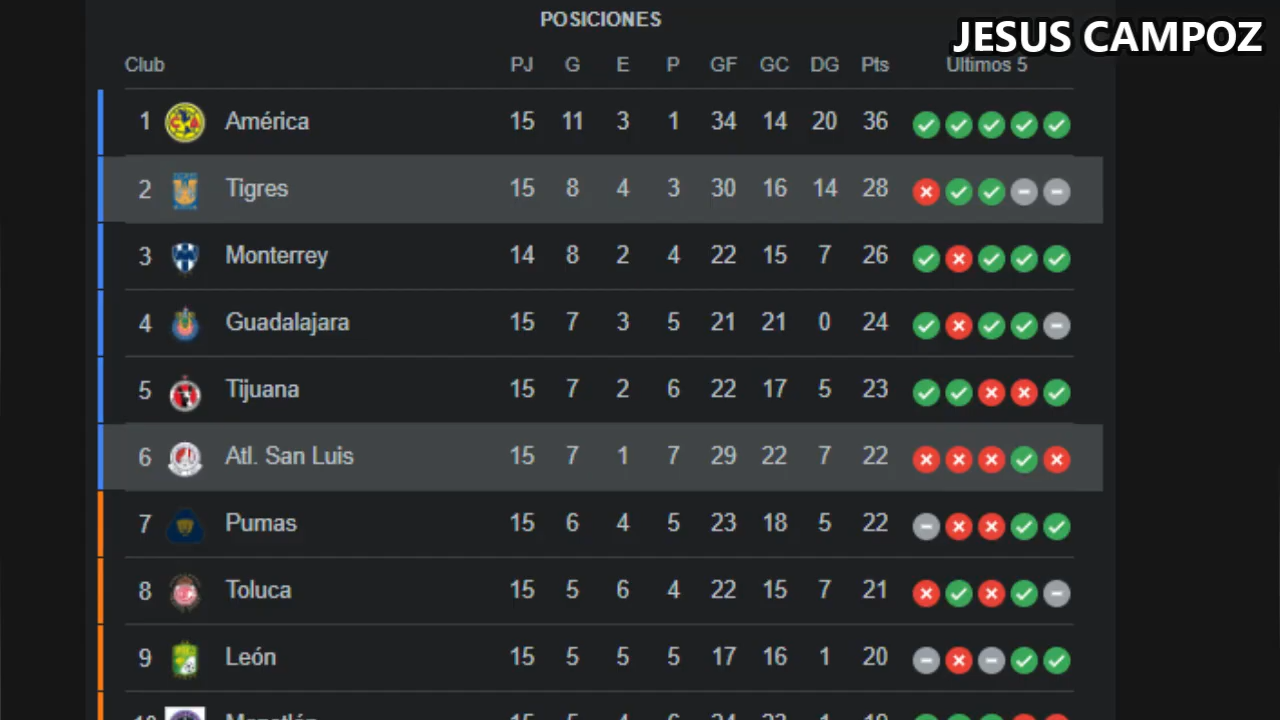 POSICIONES
JESUS CAMPOZ
Club PJ G E P GF GC DG Pts Últimos 5
1 América 15 11 3 1 34 14 20 36
2 Tigres 15 8 4 3 30 16 14 28
3 Monterrey 14 8 2 4 22 15 7 26
4 Guadalajara 15 7 3 5 21 21 0 24
5 Tijuana 15 7 2 6 22 17 5 23
6 Atl. San Luis 15 7 1 7 29 22 7 22
7 Pumas 15 6 4 5 23 18 5 22
8 Toluca 15 5 6 4 22 15 7 21
9 León 15 5 5 5 17 16 1 20